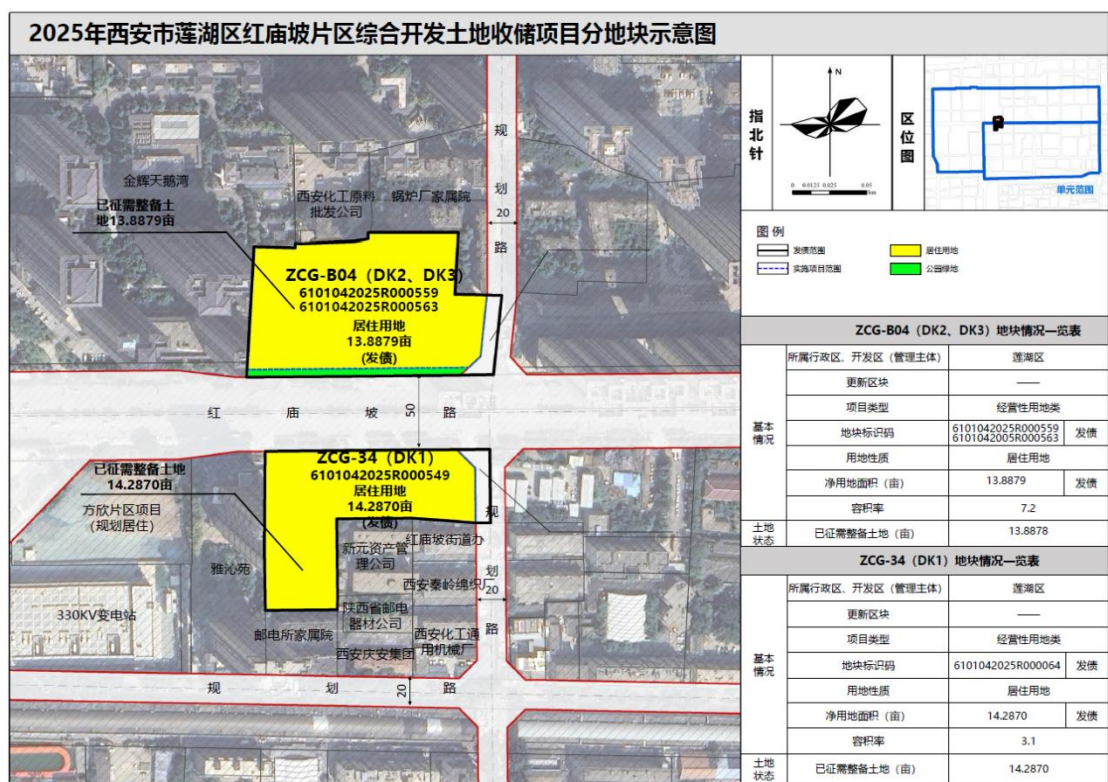 2025年西安市莲湖区红庙坡片区综合开发土地收储项目分地块示意图
金辉天鹅湾
已征需整备土
地13.8879亩
西安化工原料
批发公司
锅炉厂家属院
规
划
20
路
ZCG-B04（DK2、DK3）
6101042025R000559
6101042025R000563
居住用地
13.8879亩
(发债)
红 庙 坡 50 路
ZCG-34（DK1）
6101042025R000549
居住用地
14.2870亩
(发债)
已征需整备土地
14.2870亩
方欣片区项目
(规划居住)
雅沁苑
330KV变电站
新元资产管
理公司
红庙坡街道办
西安秦岭绵织厂
陕西省邮电
器材公司
邮电所家属院
西安庆安集团
西安化工通
用机械厂
规
划
20
路
规 划 20 路
指北针
N
0 0.0125 0.025 0.05
km
区位图
单元范围
图 例
发债范围
居住用地
实施项目范围
公园绿地
ZCG-B04（DK2、DK3）地块情况一览表
基本情况
所属行政区、开发区（管理主体） 莲湖区
更新区块 ——
项目类型 经营性用地类
地块标识码 6101042025R000559
6101042005R000563 发债
用地性质 居住用地
净用地面积（亩） 13.8879 发债
容积率 7.2
土地状态 已征需整备土地（亩） 13.8878
ZCG-34（DK1）地块情况一览表
基本情况
所属行政区、开发区（管理主体） 莲湖区
更新区块 ——
项目类型 经营性用地类
地块标识码 6101042025R000064 发债
用地性质 居住用地
净用地面积（亩） 14.2870 发债
容积率 3.1
土地状态 已征需整备土地（亩） 14.2870